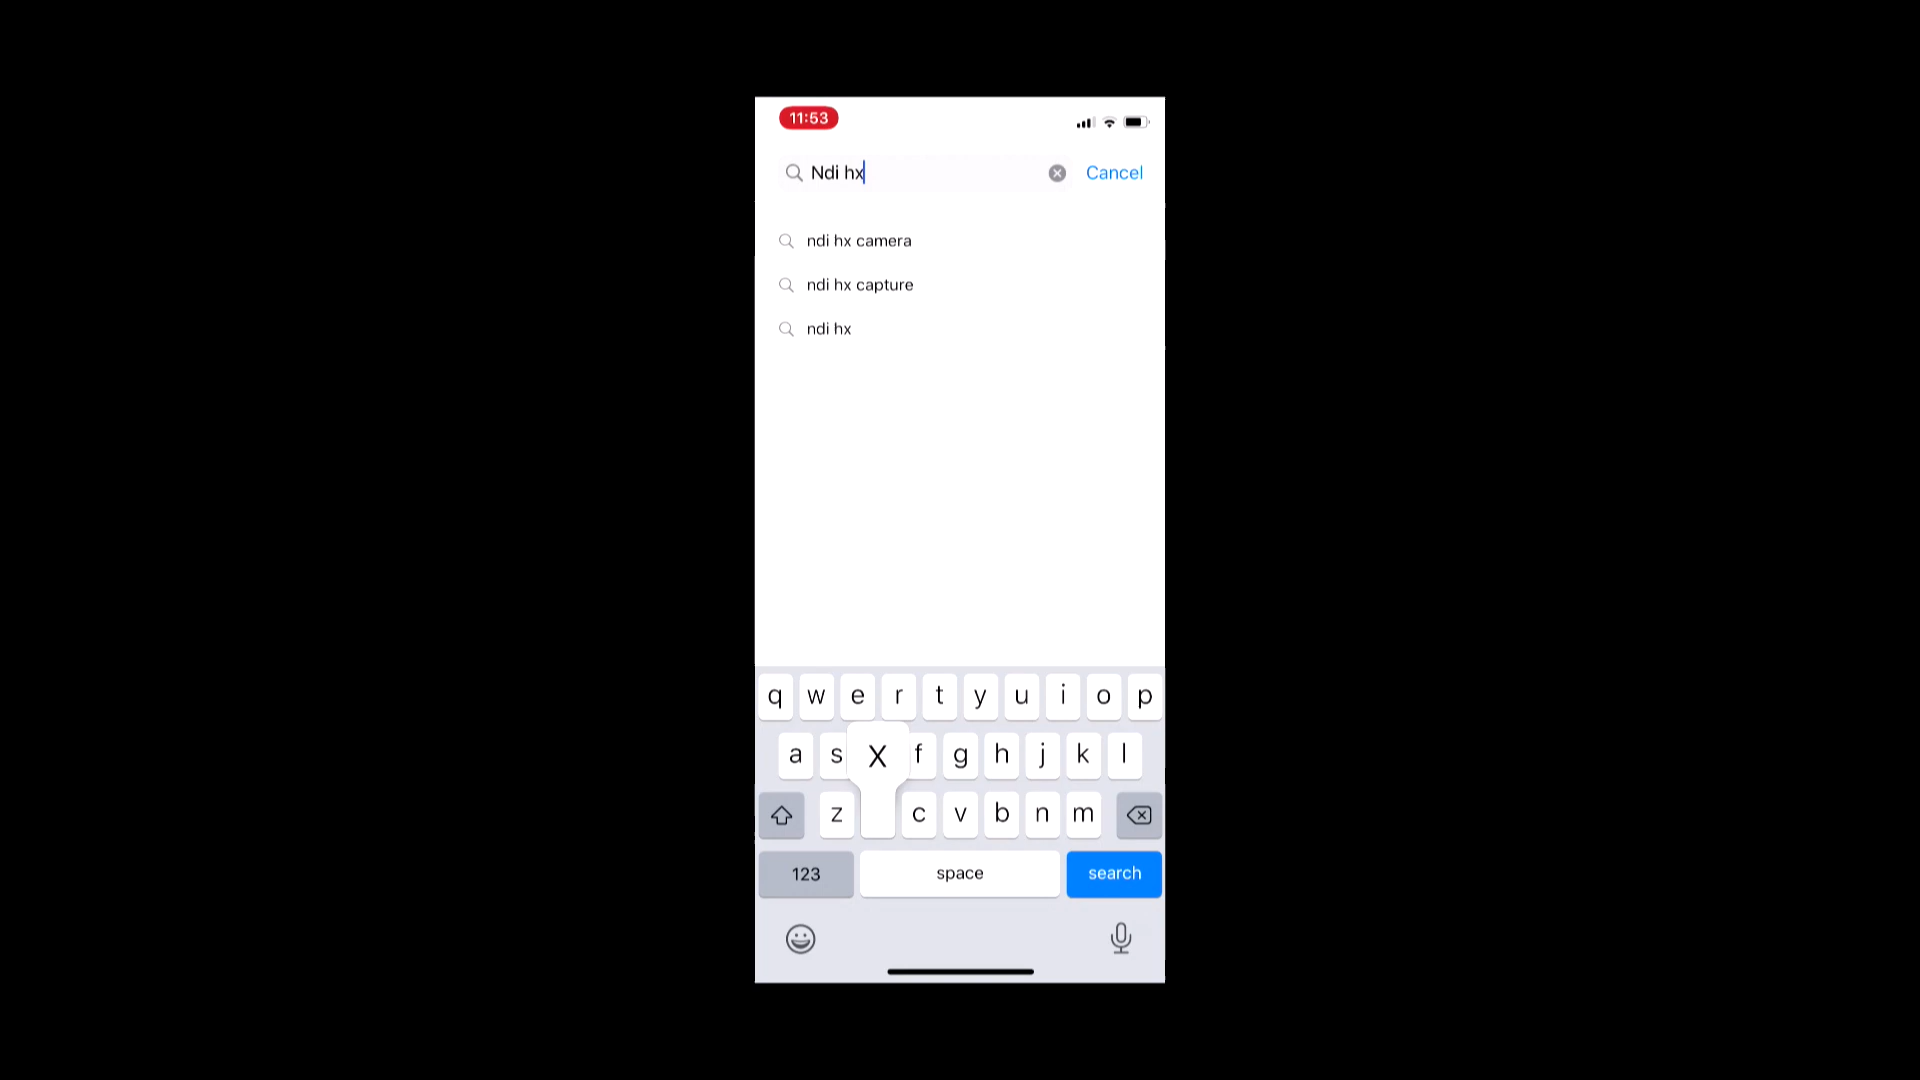 11:53
Ndi hx
Cancel
ndi hx camera
ndi hx capture
ndi hx
q w e r t y u i o p
a s X f g h j k l
z c v b n m
123 space search